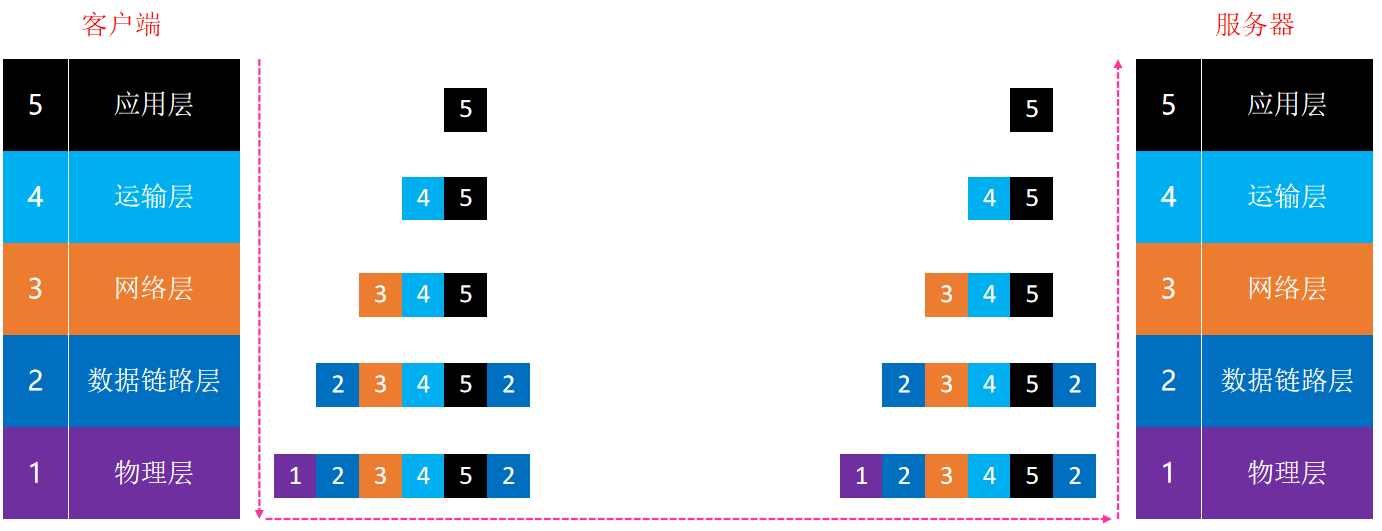 客户端 服务器
5 应用层 5 5 5 应用层
4 运输层 4 5 4 5 4 运输层
3 网络层 3 4 5 3 4 5 3 网络层
2 数据链路层 2 3 4 5 2 2 3 4 5 2 2 数据链路层
1 物理层 1 2 3 4 5 2 1 2 3 4 5 2 1 物理层